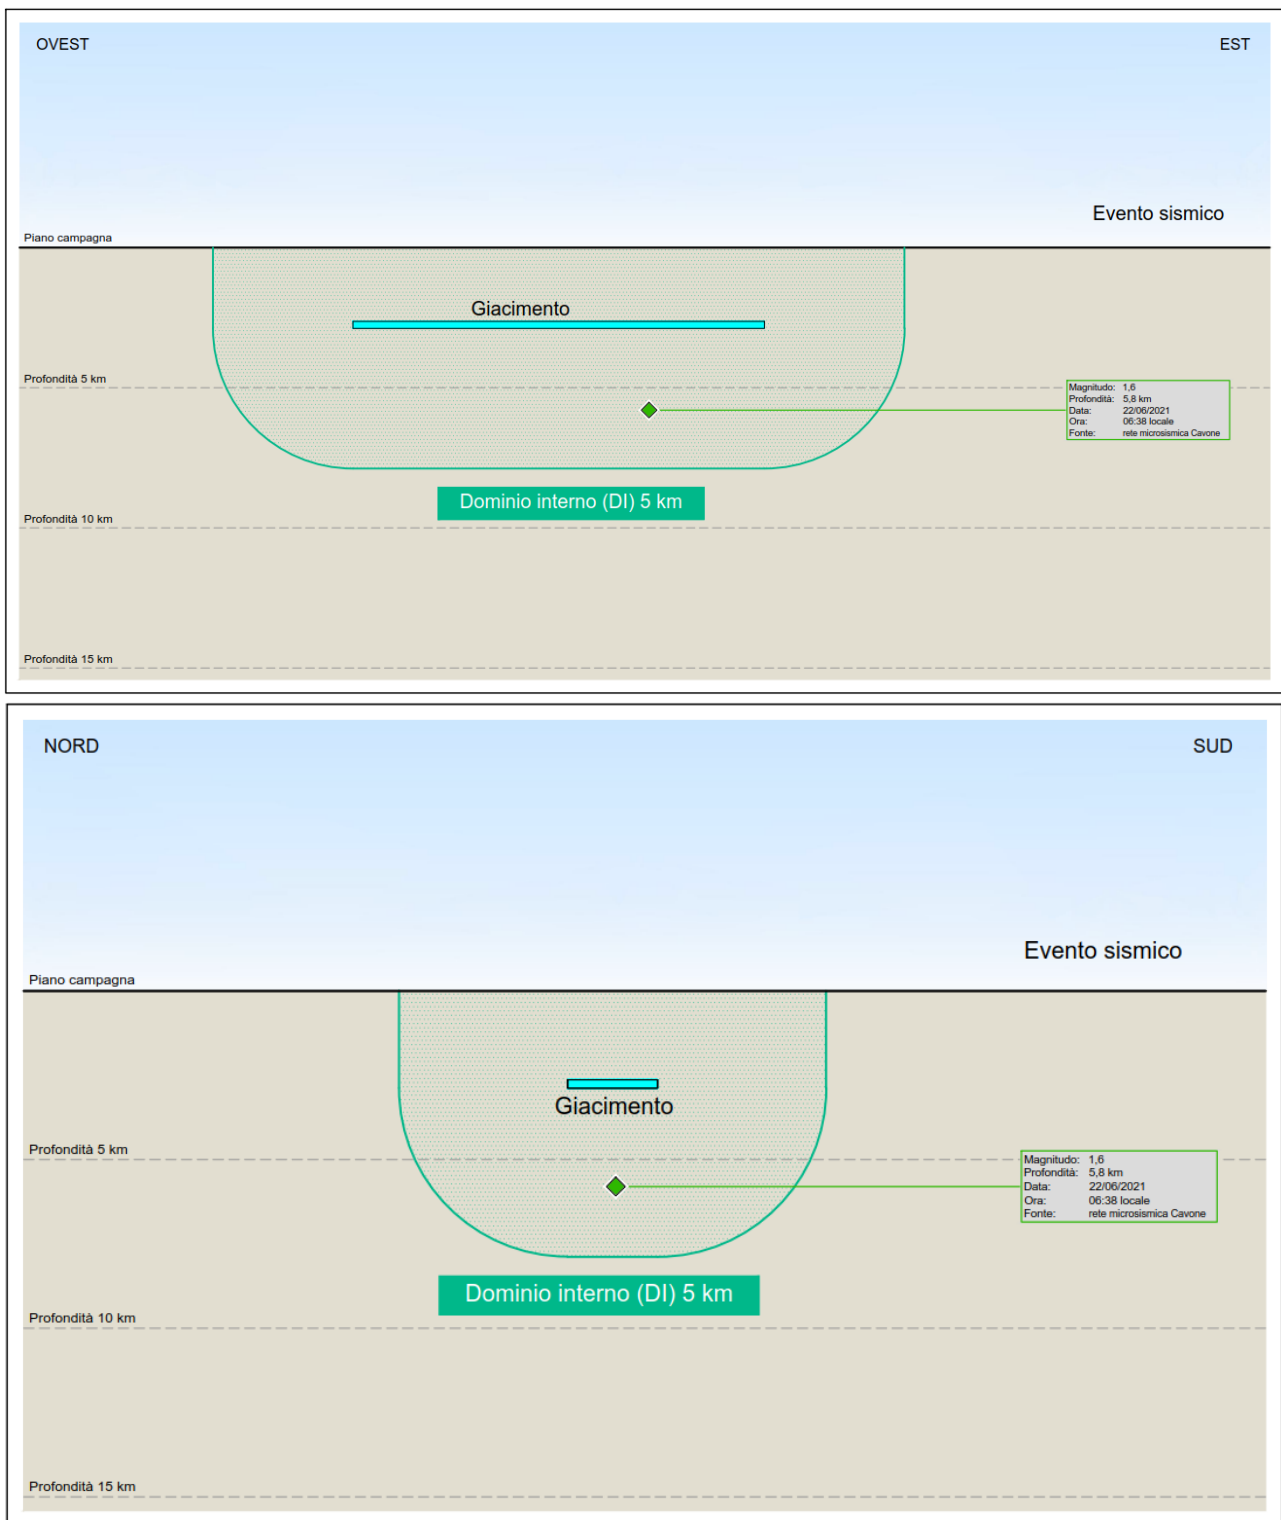 OVEST EST
Evento sismico
Piano campagna
Giacimento
Profondità 5 km
Magnitudo: 1,6
Profondità: 5,8 km
Data: 22/06/2021
Ora: 06:38 locale
Fonte: rete microsismica Cavone
Dominio interno (DI) 5 km
Profondità 10 km
Profondità 15 km
NORD SUD
Evento sismico
Piano campagna
Giacimento
Profondità 5 km
Magnitudo: 1,6
Profondità: 5,8 km
Data: 22/06/2021
Ora: 06:38 locale
Fonte: rete microsismica Cavone
Dominio interno (DI) 5 km
Profondità 10 km
Profondità 15 km